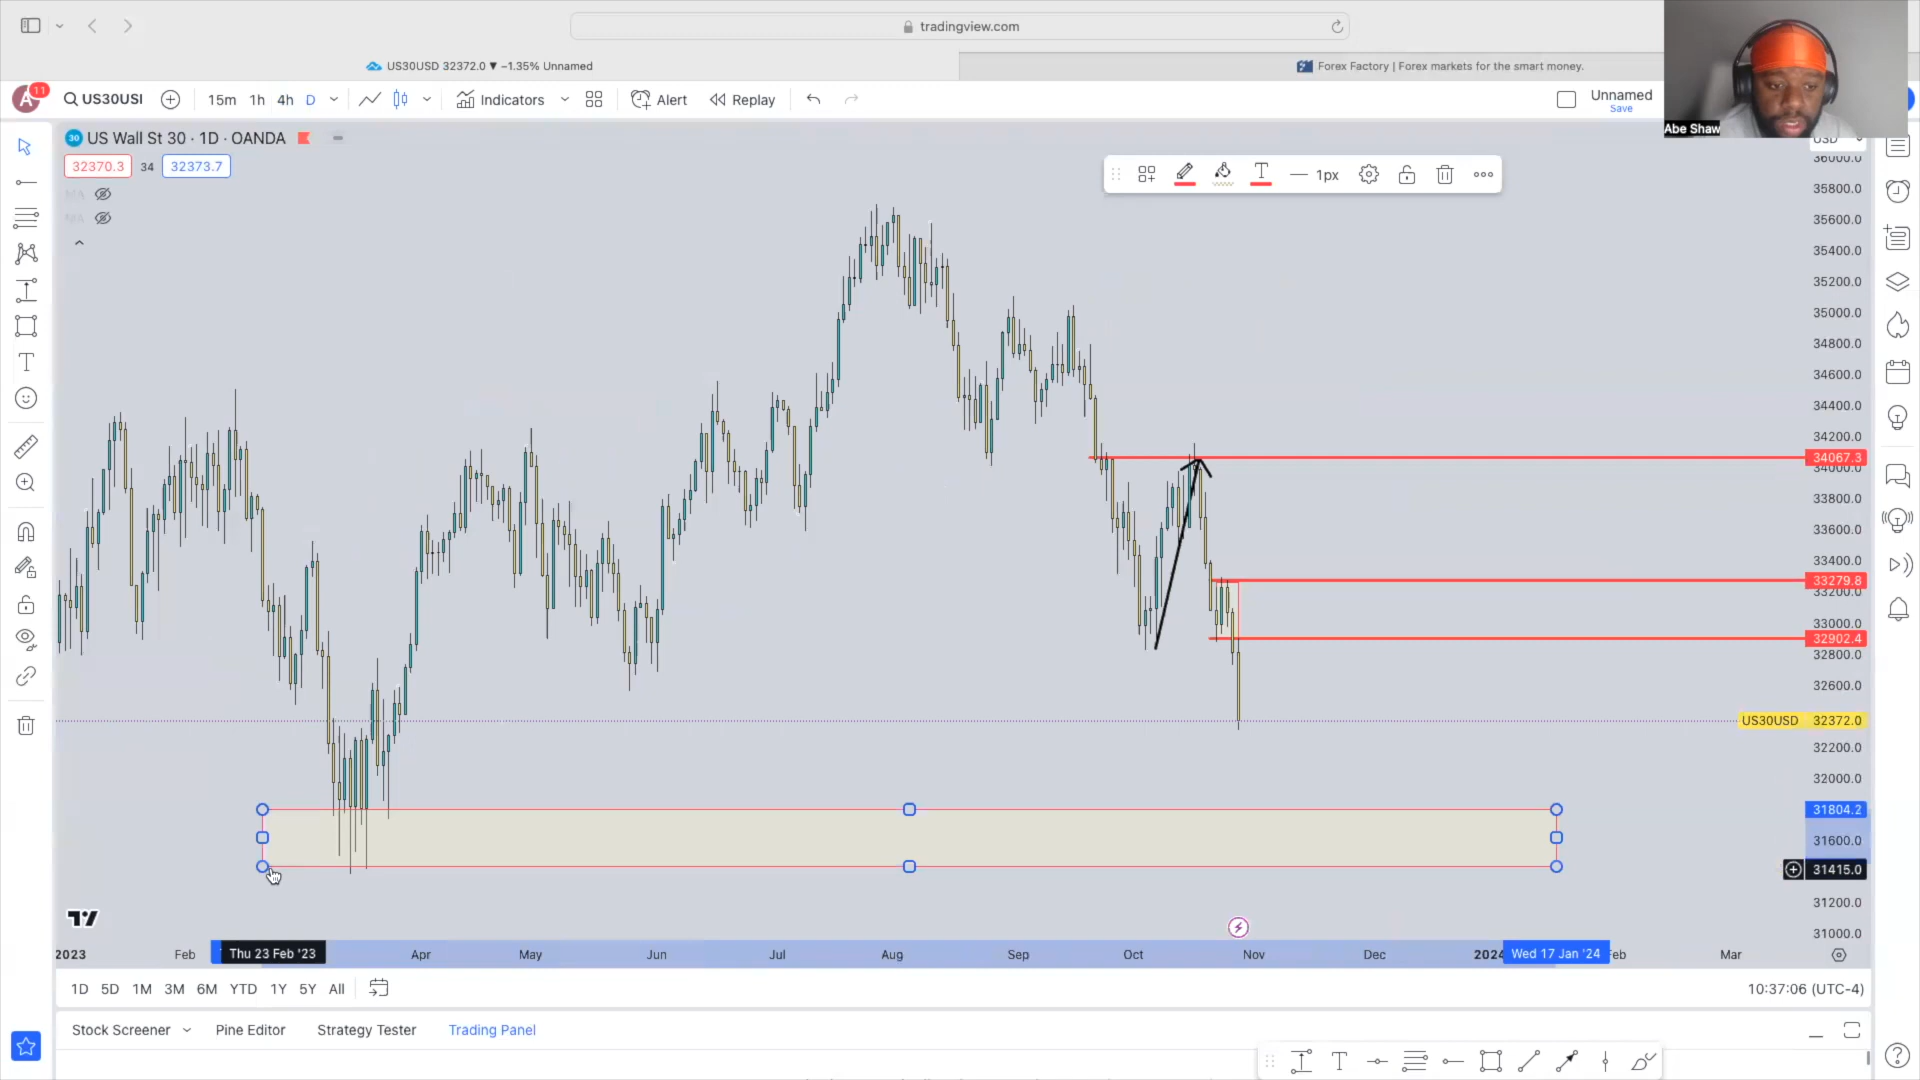 tradingview.com
US30USD 32372.0 ▼ −1.35% Unnamed
Forex Factory | Forex markets for the smart money.
A
11
US30USI
15m 1h 4h D
Indicators
Alert
Replay
Unnamed
Save
Abe Shaw
30
US Wall St 30 · 1D · OANDA
32370.3 34 32373.7
MA
MA
T
1px
USD
36000.0
35800.0
35600.0
35400.0
35200.0
35000.0
34800.0
34600.0
34400.0
34200.0
34067.3
34000.0
33800.0
33600.0
33400.0
33279.8
33200.0
33000.0
32902.4
32800.0
32600.0
US30USD 32372.0
32200.0
32000.0
31804.2
31600.0
31415.0
31200.0
31000.0
2023 Feb Thu 23 Feb '23 Apr May Jun Jul Aug Sep Oct Nov Dec 2024 Wed 17 Jan '24 Feb Mar
1D 5D 1M 3M 6M YTD 1Y 5Y All
10:37:06 (UTC-4)
Stock Screener Pine Editor Strategy Tester Trading Panel